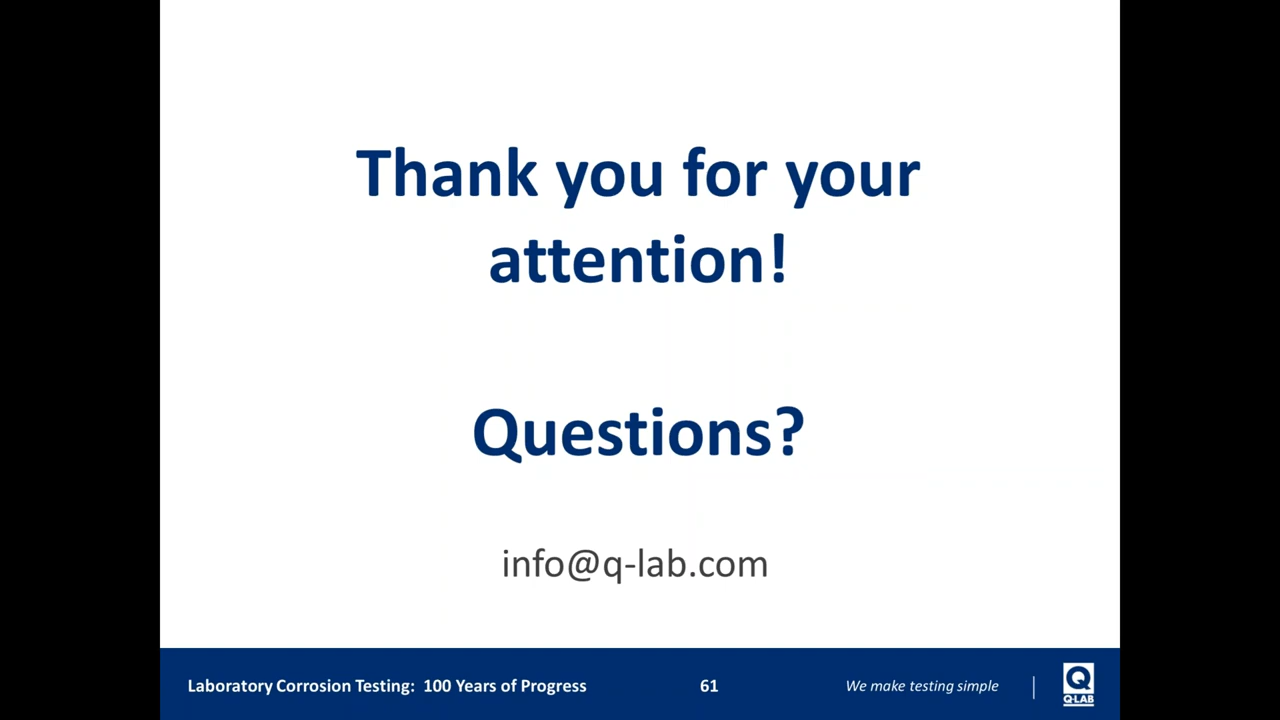 Thank you for your
attention!
Questions?
info@q-lab.com
Laboratory Corrosion Testing: 100 Years of Progress
61
We make testing simple
Q
Q-LAB